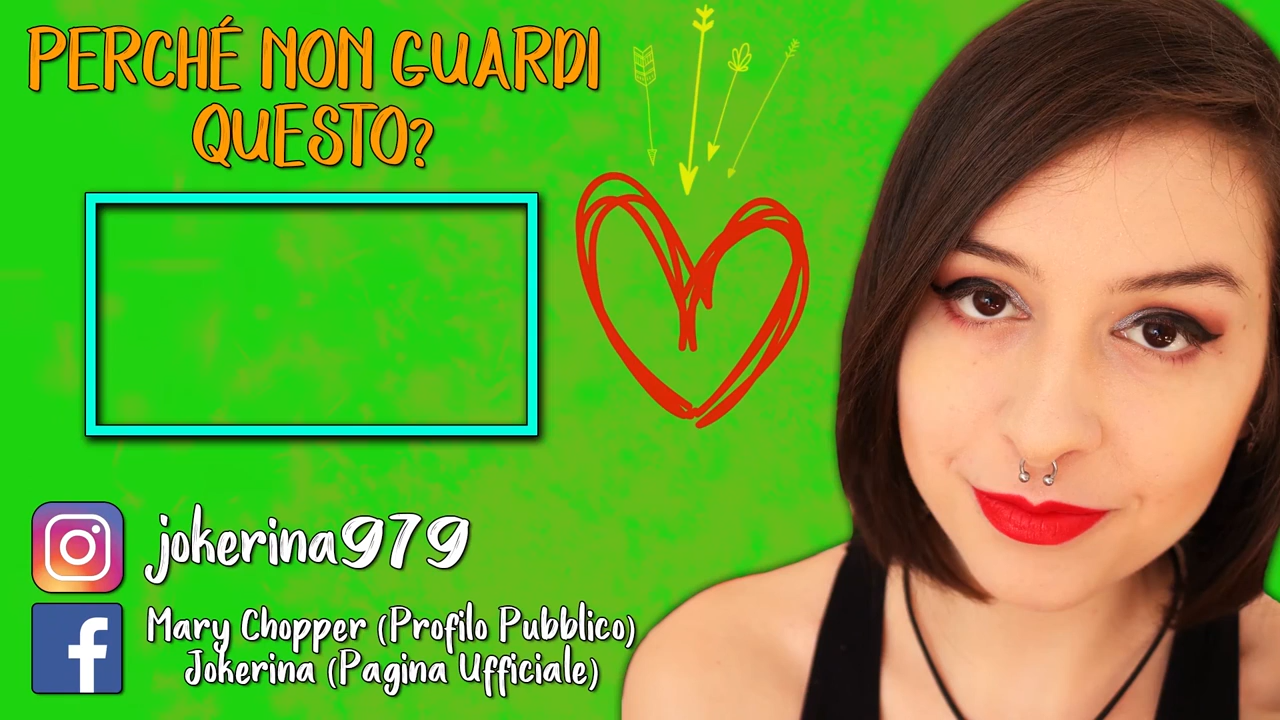 PERCHÉ NON GUARDI
QUESTO?
jokerina979
Mary Chopper (Profilo Pubblico)
Jokerina (Pagina Ufficiale)